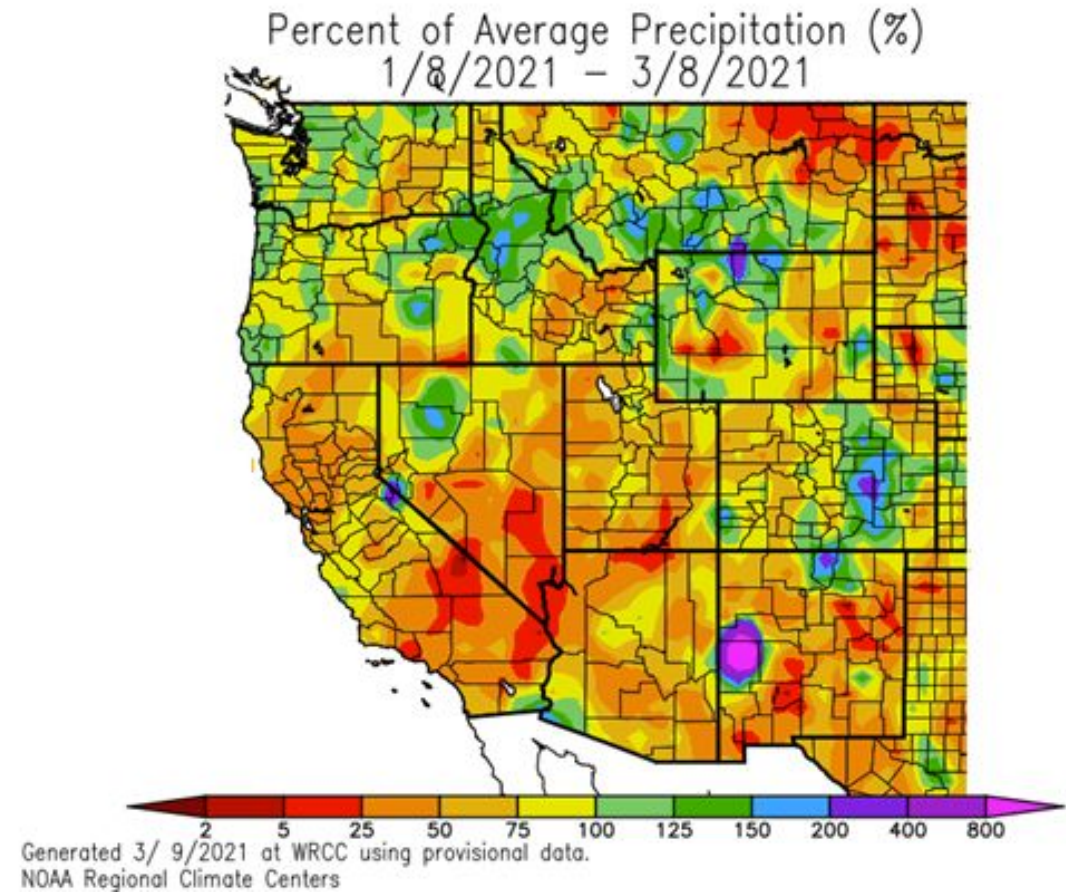 Percent of Average Precipitation (%)
1/8/2021 – 3/8/2021
2 5 25 50 75 100 125 150 200 400 800
Generated 3/ 9/2021 at WRCC using provisional data.
NOAA Regional Climate Centers